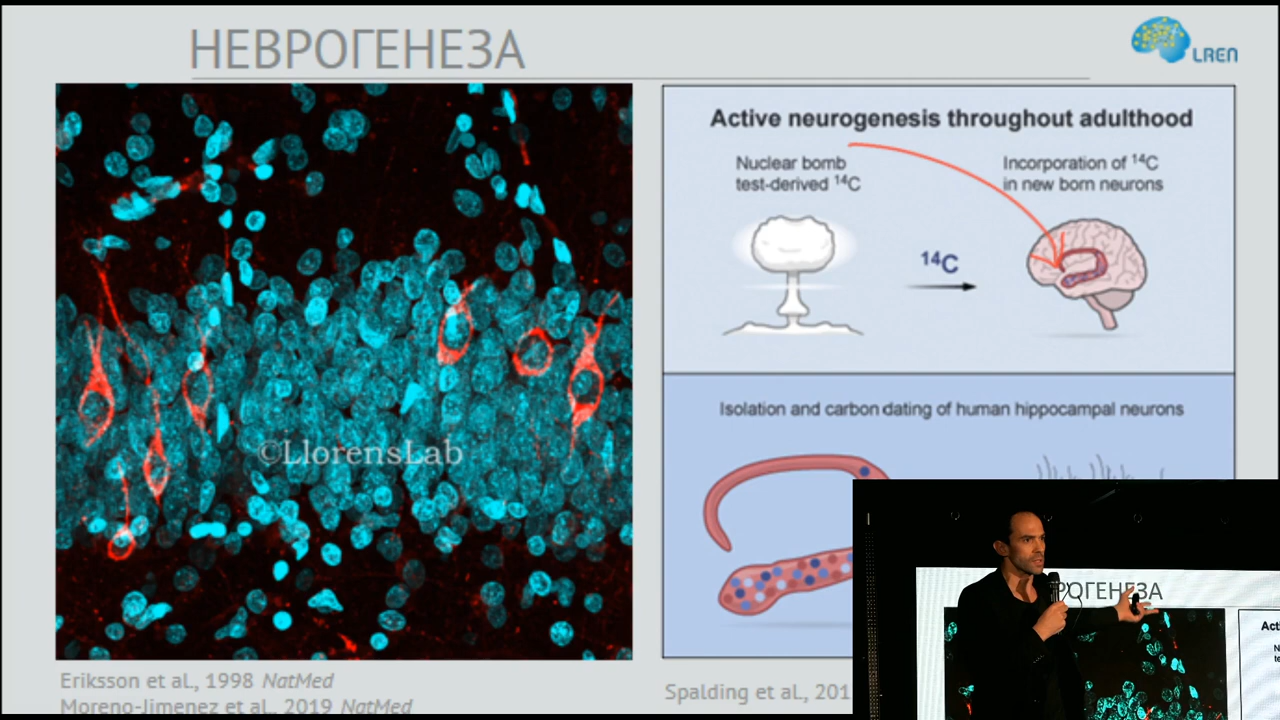 НЕВРОГЕНЕЗА
LREN
©LlorensLab
Eriksson et al., 1998 NatMed
Moreno-Jimenez et al., 2019 NatMed
Active neurogenesis throughout adulthood
Nuclear bomb
test-derived ¹⁴C
Incorporation of ¹⁴C
in new born neurons
¹⁴C
Isolation and carbon dating of human hippocampal neurons
Spalding et al., 201
РОГЕНЕЗА